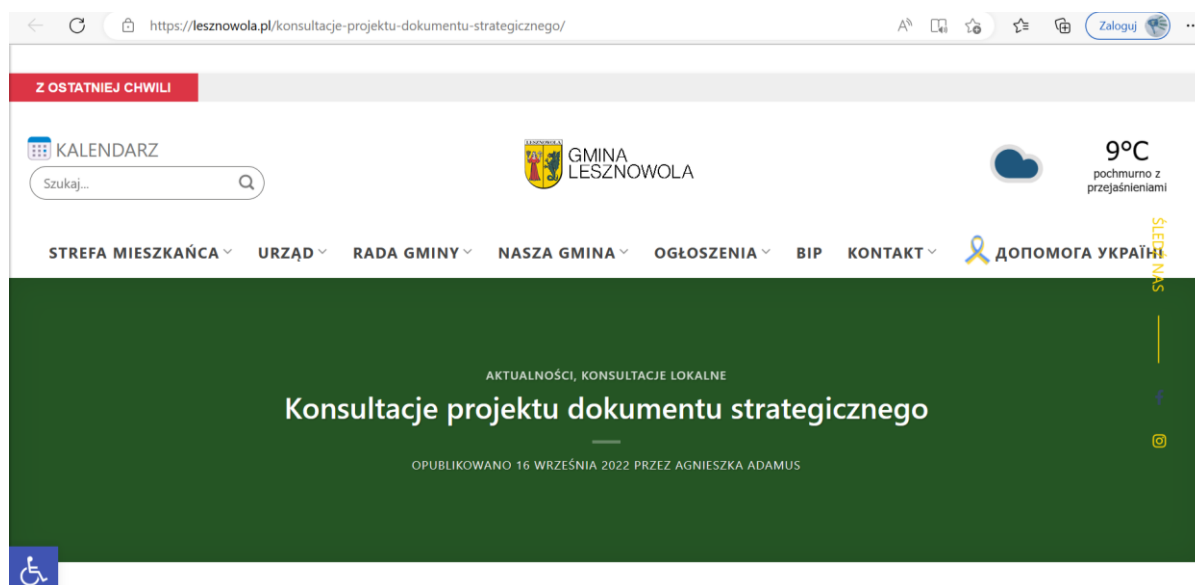 https://lesznowola.pl/konsultacje-projektu-dokumentu-strategicznego/
Zaloguj
Z OSTATNIEJ CHWILI
KALENDARZ
Szukaj...
LESZNOWOLA
GMINA
LESZNOWOLA
9°C
pochmurno z
przejaśnieniami
STREFA MIESZKAŃCA URZĄD RADA GMINY NASZA GMINA OGŁOSZENIA BIP KONTAKT ДОПОМОГА УКРАЇНІ
ŚLEDŹ NAS
AKTUALNOŚCI, KONSULTACJE LOKALNE
Konsultacje projektu dokumentu strategicznego
OPUBLIKOWANO 16 WRZEŚNIA 2022 PRZEZ AGNIESZKA ADAMUS